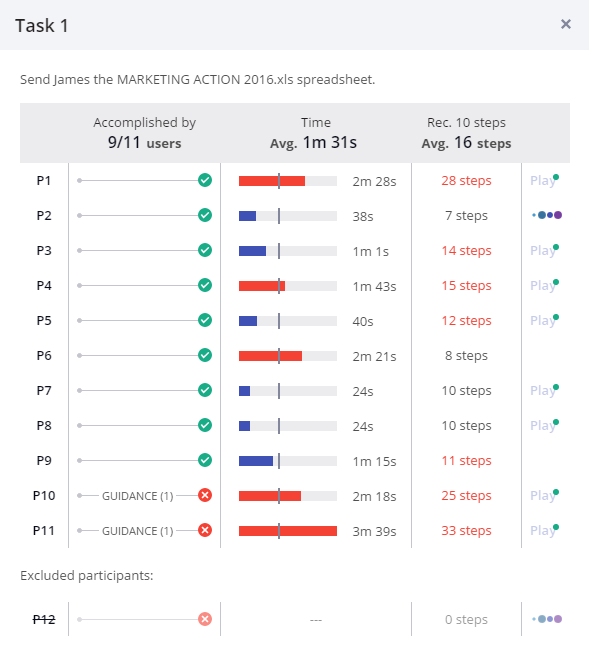 Task 1
Send James the MARKETING ACTION 2016.xls spreadsheet.
Accomplished by Time Rec. 10 steps
9/11 users Avg. 1m 31s Avg. 16 steps
P1 2m 28s 28 steps Play
P2 38s 7 steps
P3 1m 1s 14 steps Play
P4 1m 43s 15 steps Play
P5 40s 12 steps Play
P6 2m 21s 8 steps
P7 24s 10 steps Play
P8 24s 10 steps Play
P9 1m 15s 11 steps
P10 GUIDANCE (1) 2m 18s 25 steps Play
P11 GUIDANCE (1) 3m 39s 33 steps Play
Excluded participants:
P12 --- 0 steps